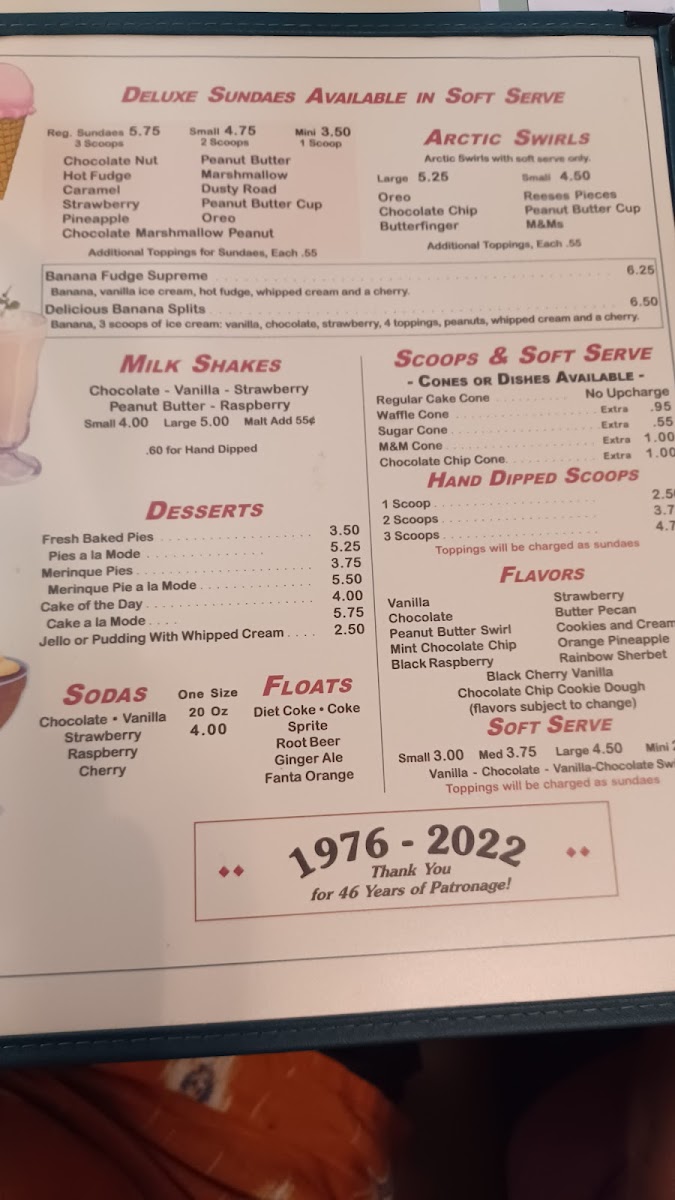 DELUXE SUNDAES AVAILABLE IN SOFT SERVE
Reg. Sundaes 5.75 Small 4.75 Mini 3.50
3 Scoops 2 Scoops 1 Scoop
Chocolate Nut Peanut Butter
Hot Fudge Marshmallow
Caramel Dusty Road
Strawberry Peanut Butter Cup
Pineapple Oreo
Chocolate Marshmallow Peanut
Additional Toppings for Sundaes, Each .55
ARCTIC SWIRLS
Arctic Swirls with soft serve only.
Large 5.25 Small 4.50
Oreo Reeses Pieces
Chocolate Chip Peanut Butter Cup
Butterfinger M&Ms
Additional Toppings, Each .55
Banana Fudge Supreme 6.25
Banana, vanilla ice cream, hot fudge, whipped cream and a cherry.
Delicious Banana Splits 6.50
Banana, 3 scoops of ice cream: vanilla, chocolate, strawberry, 4 toppings, peanuts, whipped cream and a cherry.
MILK SHAKES
Chocolate - Vanilla - Strawberry
Peanut Butter - Raspberry
Small 4.00 Large 5.00 Malt Add 55¢
.60 for Hand Dipped
DESSERTS
Fresh Baked Pies 3.50
Pies a la Mode 5.25
Merinque Pies 3.75
Merinque Pie a la Mode 5.50
Cake of the Day 4.00
Cake a la Mode 5.75
Jello or Pudding With Whipped Cream 2.50
SODAS
Chocolate • Vanilla
Strawberry
Raspberry
Cherry
One Size
20 Oz
4.00
FLOATS
Diet Coke • Coke
Sprite
Root Beer
Ginger Ale
Fanta Orange
SCOOPS & SOFT SERVE
- CONES OR DISHES AVAILABLE -
Regular Cake Cone No Upcharge
Waffle Cone Extra .95
Sugar Cone Extra .55
M&M Cone Extra 1.00
Chocolate Chip Cone Extra 1.00
HAND DIPPED SCOOPS
1 Scoop 2.5
2 Scoops 3.7
3 Scoops 4.7
Toppings will be charged as sundaes
FLAVORS
Vanilla Strawberry
Chocolate Butter Pecan
Peanut Butter Swirl Cookies and Cream
Mint Chocolate Chip Orange Pineapple
Black Raspberry Rainbow Sherbet
Black Cherry Vanilla
Chocolate Chip Cookie Dough
(flavors subject to change)
SOFT SERVE
Small 3.00 Med 3.75 Large 4.50 Mini
Vanilla - Chocolate - Vanilla-Chocolate Sw
Toppings will be charged as sundaes
1976 - 2022
Thank You
for 46 Years of Patronage!